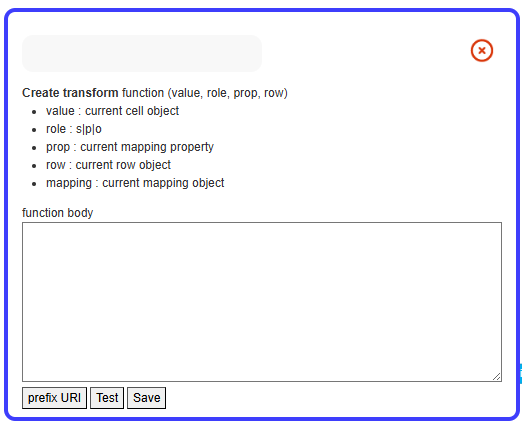 Create transform function (value, role, prop, row)
• value : current cell object
• role : s|p|o
• prop : current mapping property
• row : current row object
• mapping : current mapping object
function body
prefix URI Test Save